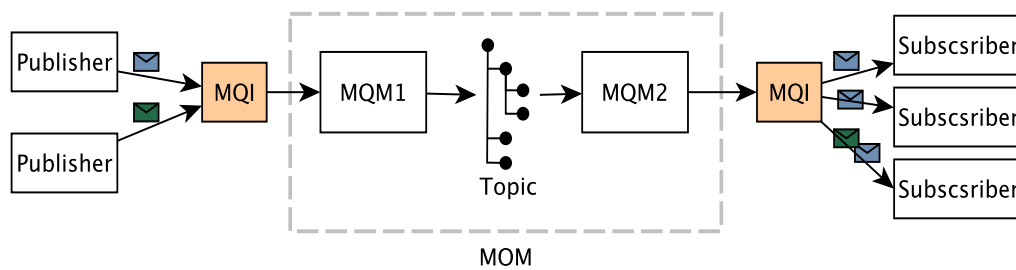 Publisher
Publisher
MQI
MQM1
Topic
MQM2
MQI
Subscsriber
Subscsriber
Subscsriber
MOM